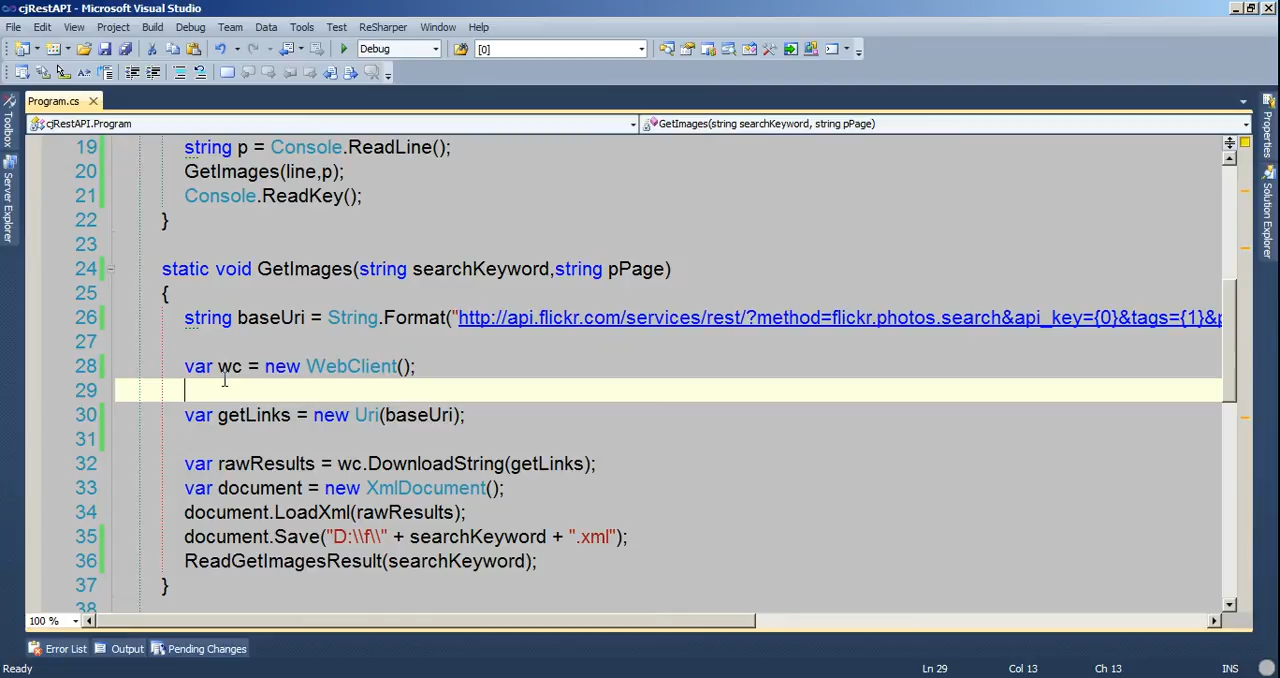 cjRestAPI - Microsoft Visual Studio
File Edit View Project Build Debug Team Data Tools Test ReSharper Window Help
Debug [0]
Program.cs
cjRestAPI.Program GetImages(string searchKeyword, string pPage)
Toolbox
Server Explorer
Properties
Solution Explorer
19 string p = Console.ReadLine();
20 GetImages(line,p);
21 Console.ReadKey();
22 }
23
24 static void GetImages(string searchKeyword,string pPage)
25 {
26 string baseUri = String.Format("http://api.flickr.com/services/rest/?method=flickr.photos.search&api_key={0}&tags={1}&p
27
28 var wc = new WebClient();
29
30 var getLinks = new Uri(baseUri);
31
32 var rawResults = wc.DownloadString(getLinks);
33 var document = new XmlDocument();
34 document.LoadXml(rawResults);
35 document.Save("D:\\f\\" + searchKeyword + ".xml");
36 ReadGetImagesResult(searchKeyword);
37 }
38
100 %
Error List Output Pending Changes
Ready Ln 29 Col 13 Ch 13 INS